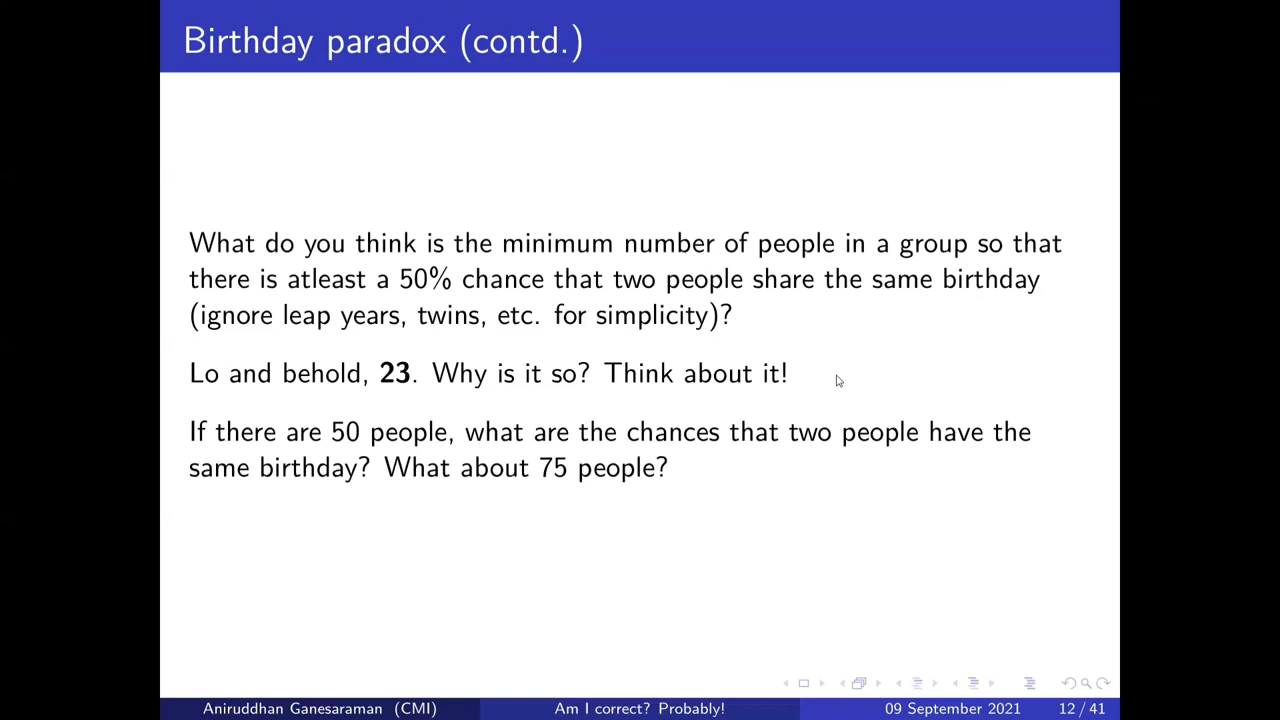 Birthday paradox (contd.)
What do you think is the minimum number of people in a group so that
there is atleast a 50% chance that two people share the same birthday
(ignore leap years, twins, etc. for simplicity)?
Lo and behold, 23. Why is it so? Think about it!
If there are 50 people, what are the chances that two people have the
same birthday? What about 75 people?
Aniruddhan Ganesaraman (CMI) Am I correct? Probably! 09 September 2021 12 / 41